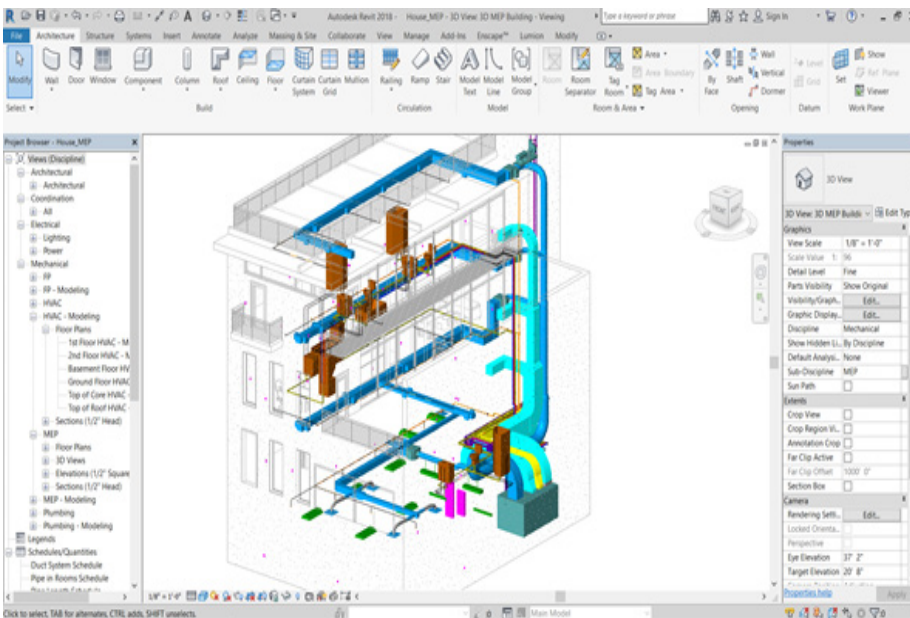 Autodesk Revit 2018 - House_MEP - 3D View: 3D MEP Building - Viewing
Type a keyword or phrase
Sign In
File Architecture Structure Systems Insert Annotate Analyze Massing & Site Collaborate View Manage Add-Ins Enscape™ Lumion Modify
Modify
Wall Door Window Component Column Roof Ceiling Floor Curtain System Curtain Grid Mullion
Railing Ramp Stair Model Text Model Line Model Group
Room Room Separator Tag Room
Area
Area Boundary
Tag Area
By Face Shaft
Wall
Vertical
Dormer
Level
Grid
Set
Show
Ref Plane
Viewer
Select Build Circulation Model Room & Area Opening Datum Work Plane
Project Browser - House_MEP
Views (Discipline)
Architectural
Architectural
Coordination
All
Electrical
Lighting
Power
Mechanical
FP
FP - Modeling
HVAC
HVAC - Modeling
Floor Plans
1st Floor HVAC - M
2nd Floor HVAC - M
Basement Floor HV
Ground Floor HVAC
Top of Core HVAC -
Top of Roof HVAC -
Sections (1/2" Head)
MEP
Floor Plans
3D Views
Elevations (1/2" Square
Sections (1/2" Head)
MEP - Modeling
Plumbing
Plumbing - Modeling
Legends
Schedules/Quantities
Duct System Schedule
Pipe in Rooms Schedule
Properties
3D View
3D View: 3D MEP Buildin Edit Typ
Graphics
View Scale 1/8" = 1'-0"
Scale Value 1: 96
Detail Level Fine
Parts Visibility Show Original
Visibility/Graph... Edit...
Graphic Display... Edit...
Discipline Mechanical
Show Hidden Li... By Discipline
Default Analysi... None
Sub-Discipline MEP
Sun Path
Extents
Crop View
Crop Region Vi...
Annotation Crop
Far Clip Active
Far Clip Offset 1000' 0"
Section Box
Camera
Rendering Setti... Edit...
Locked Orienta...
Perspective
Eye Elevation 37' 2"
Target Elevation 20' 8"
Properties help Apply
1/8" = 1'-0"
Click to select, TAB for alternates, CTRL adds, SHIFT unselects.
Main Model